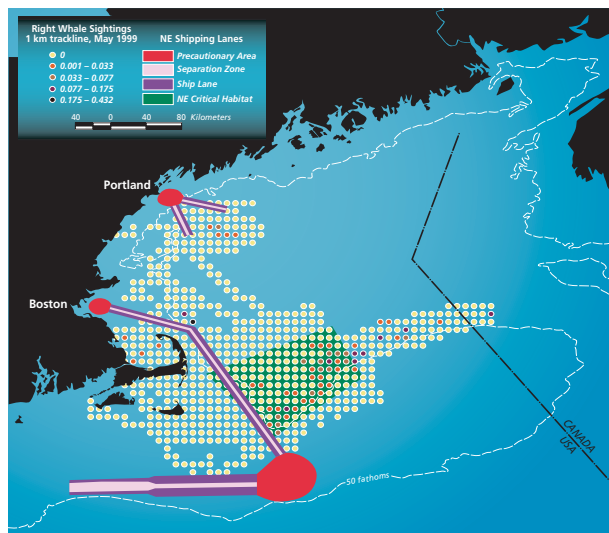 Right Whale Sightings
1 km trackline, May 1999
0
0.001 – 0.033
0.033 – 0.077
0.077 – 0.175
0.175 – 0.432
NE Shipping Lanes
Precautionary Area
Separation Zone
Ship Lane
NE Critical Habitat
40 0 40 80 Kilometers
Portland
Boston
CANADA
USA
50 fathoms